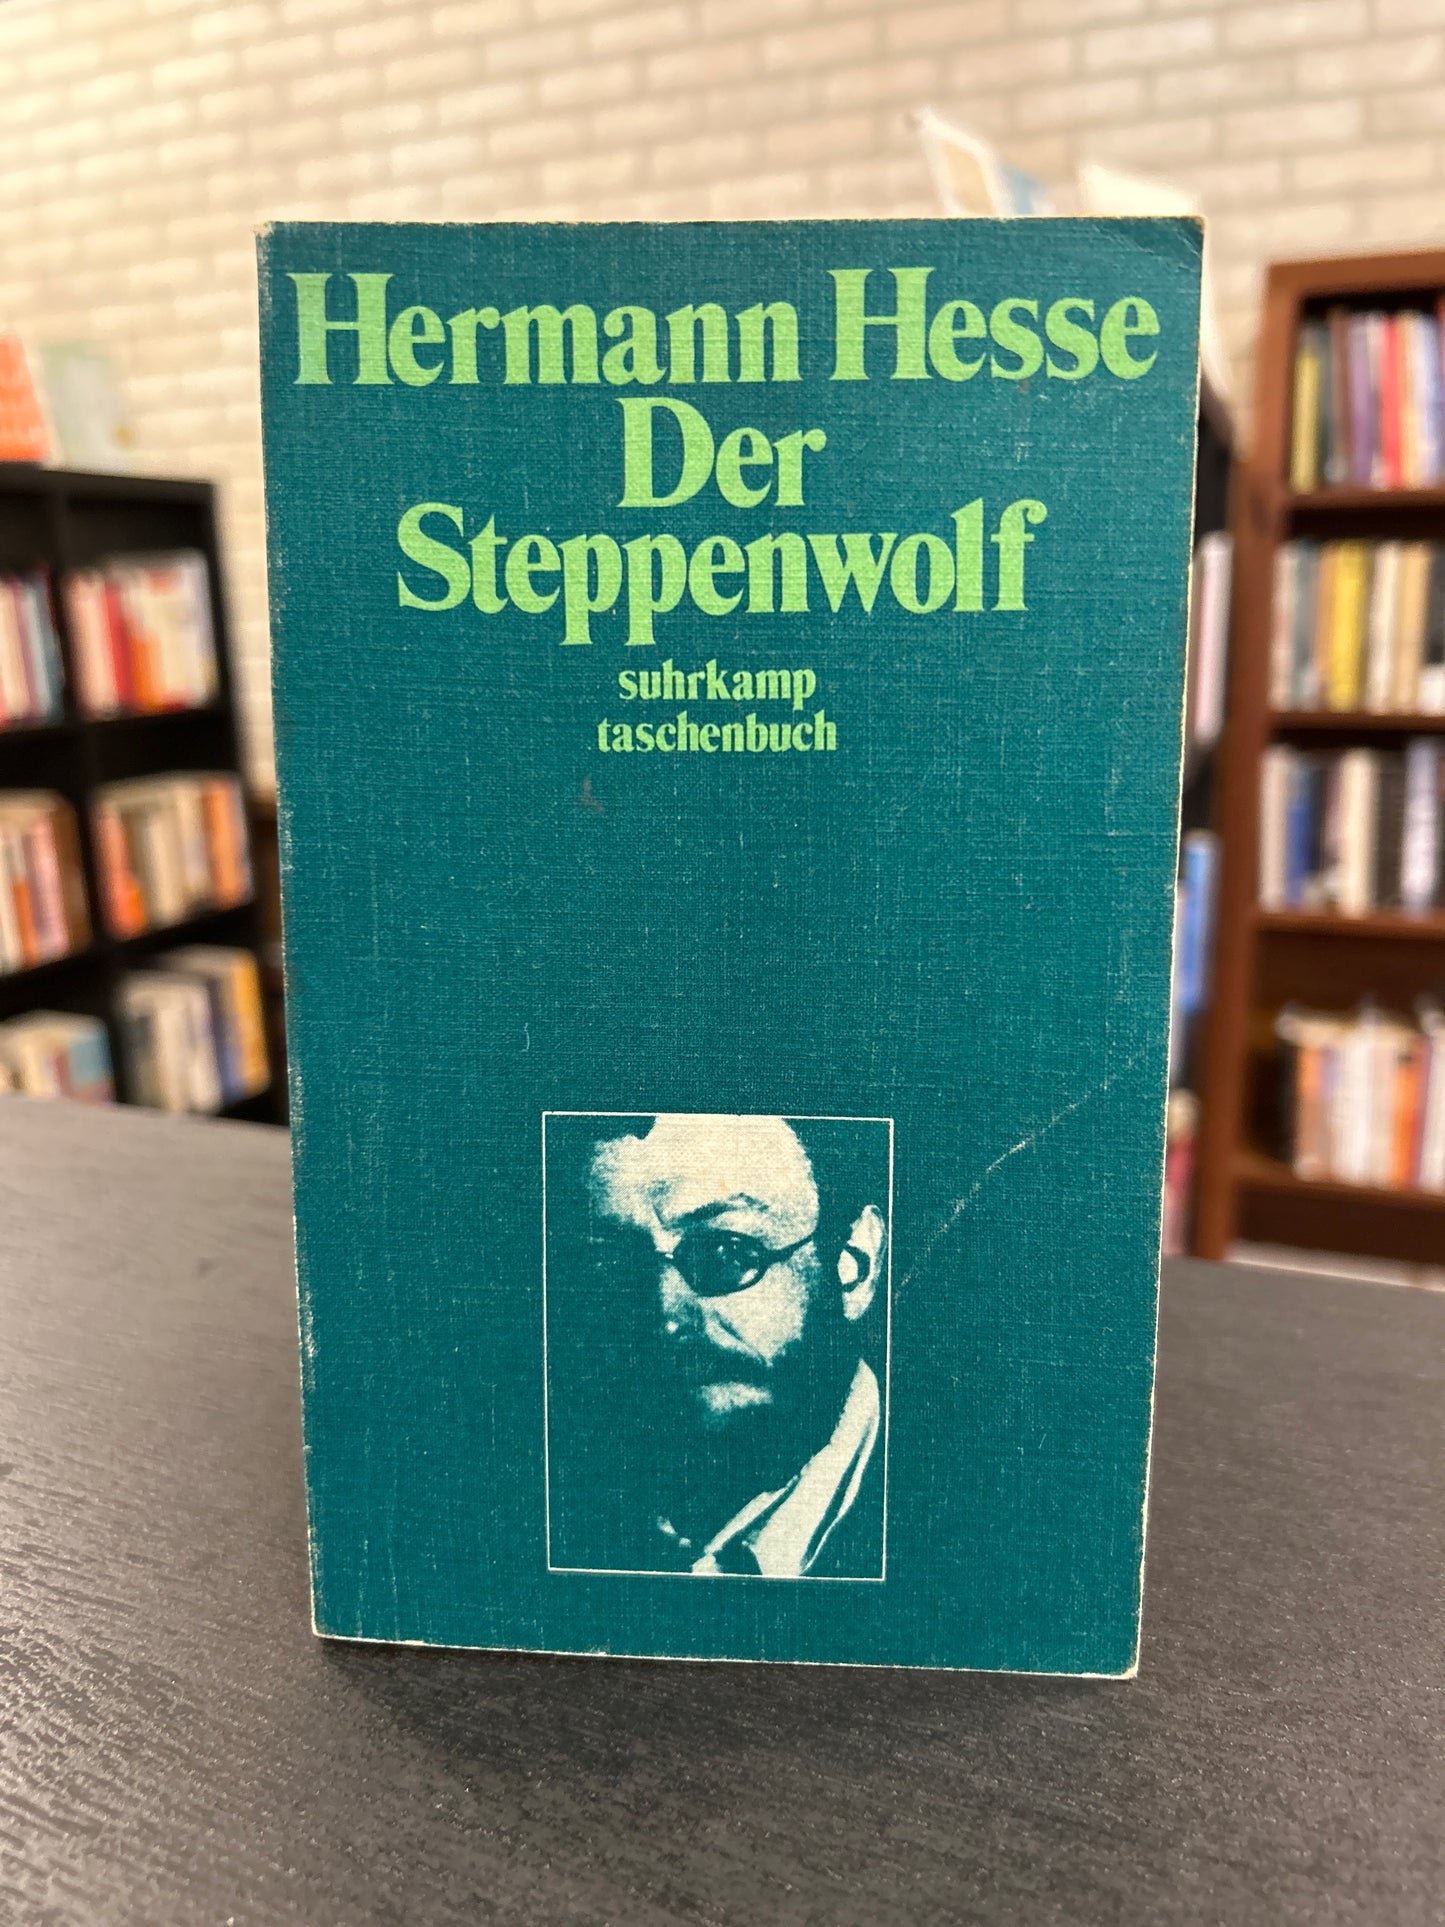 Hermann Hesse
Der
Steppenwolf
suhrkamp
taschenbuch